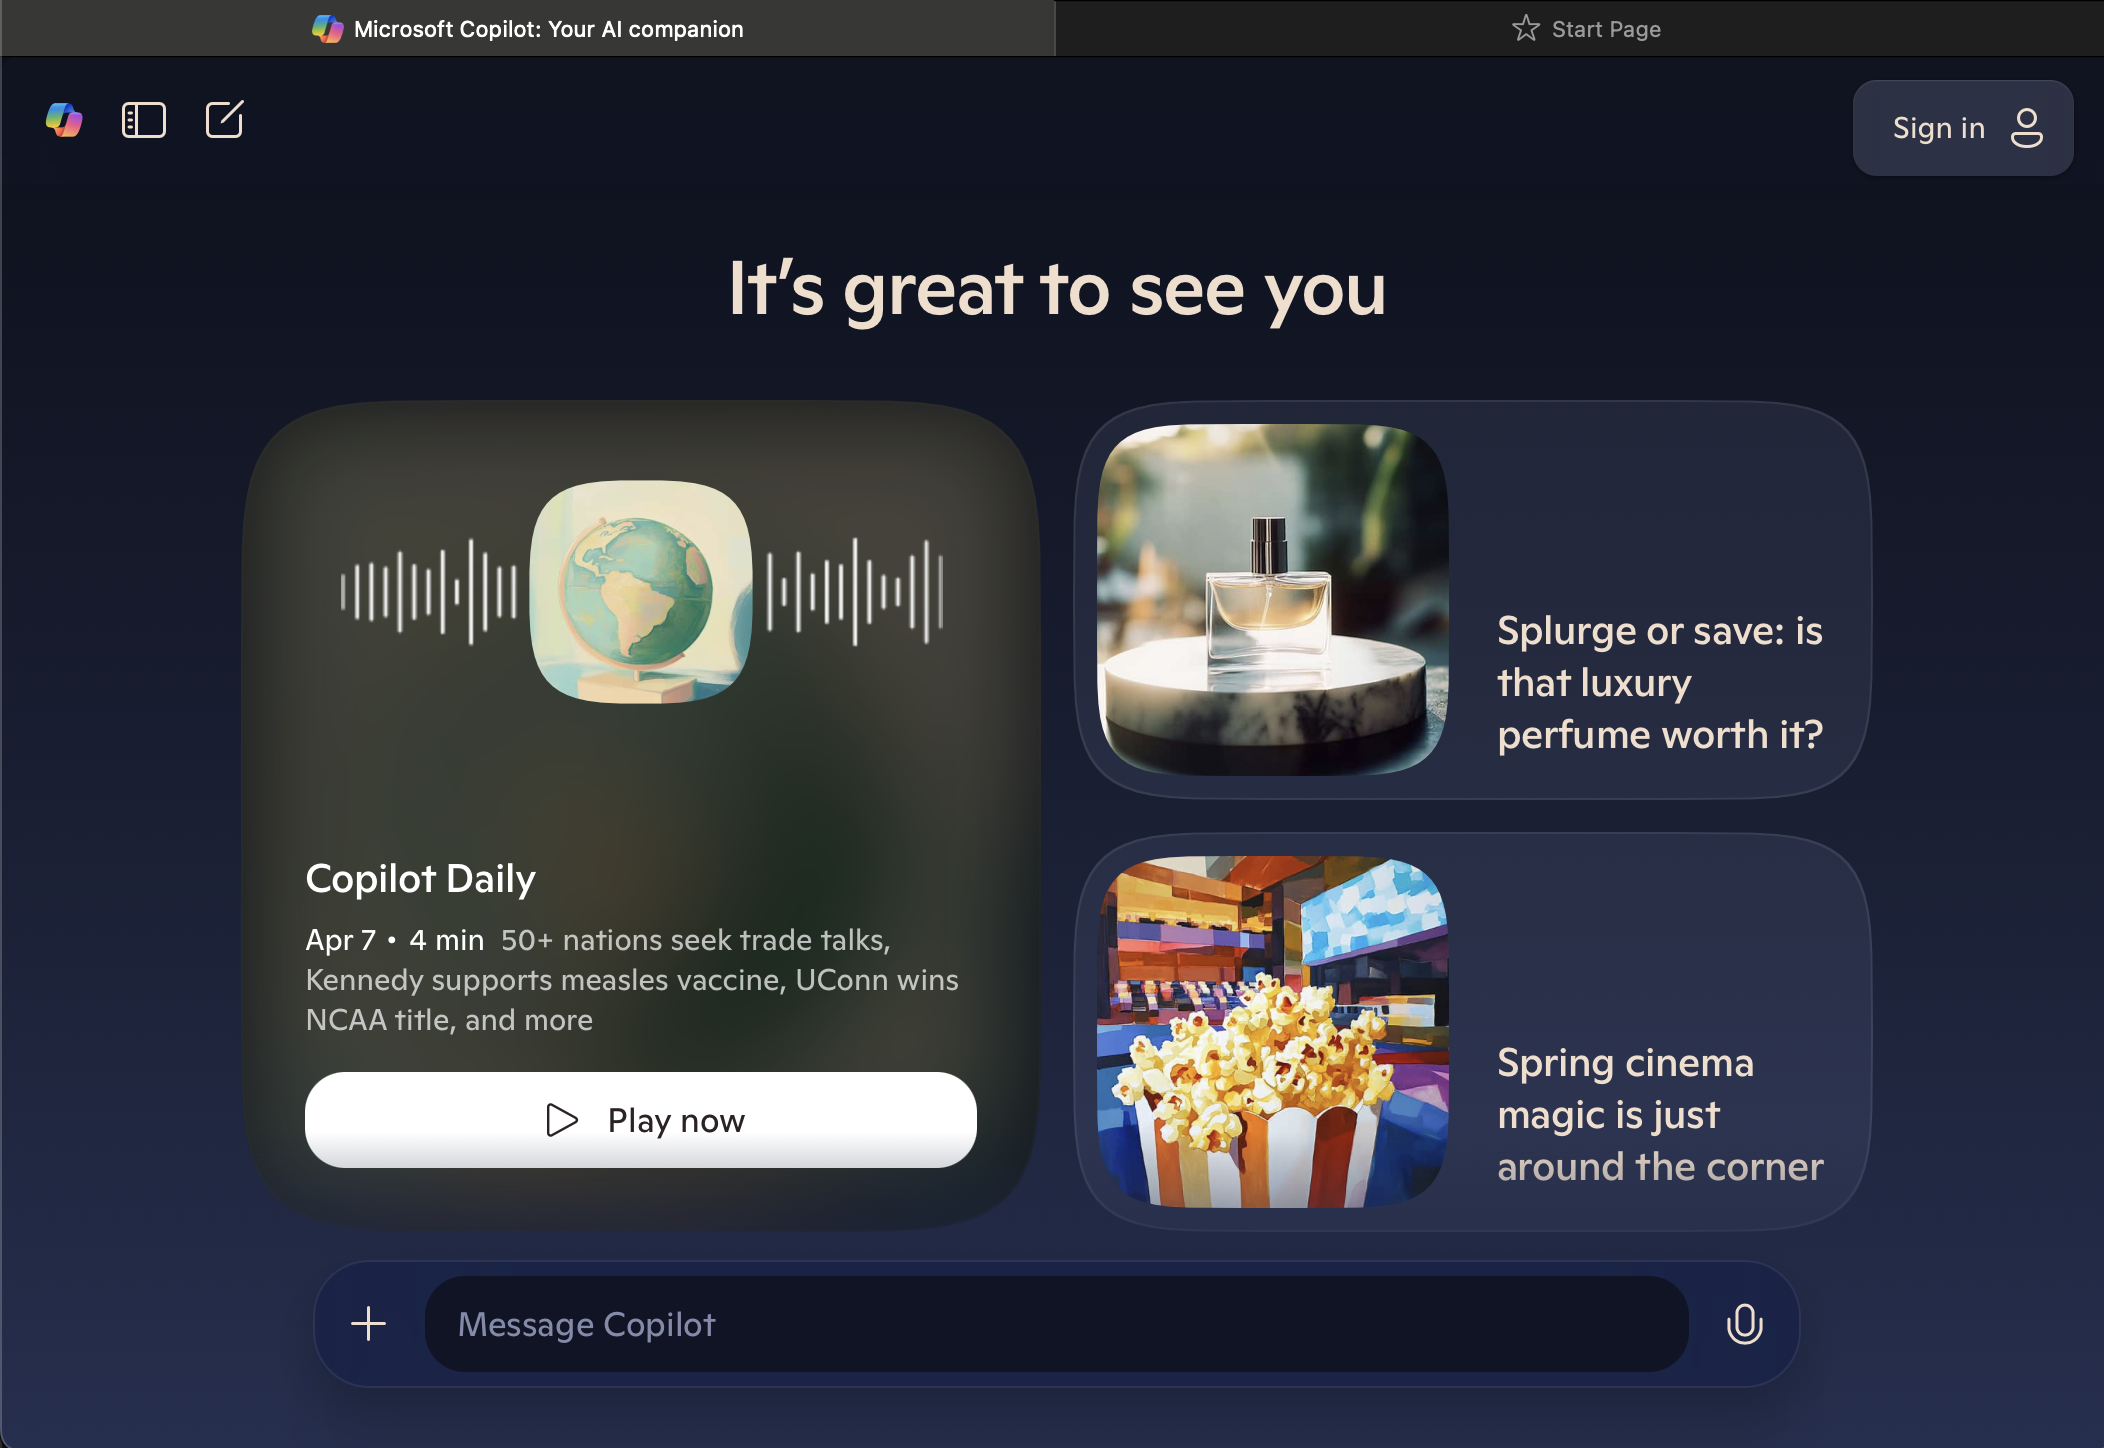 Microsoft Copilot: Your AI companion
Start Page
Sign in
It’s great to see you
Copilot Daily
Apr 7 • 4 min 50+ nations seek trade talks,
Kennedy supports measles vaccine, UConn wins
NCAA title, and more
Play now
Splurge or save: is
that luxury
perfume worth it?
Spring cinema
magic is just
around the corner
Message Copilot